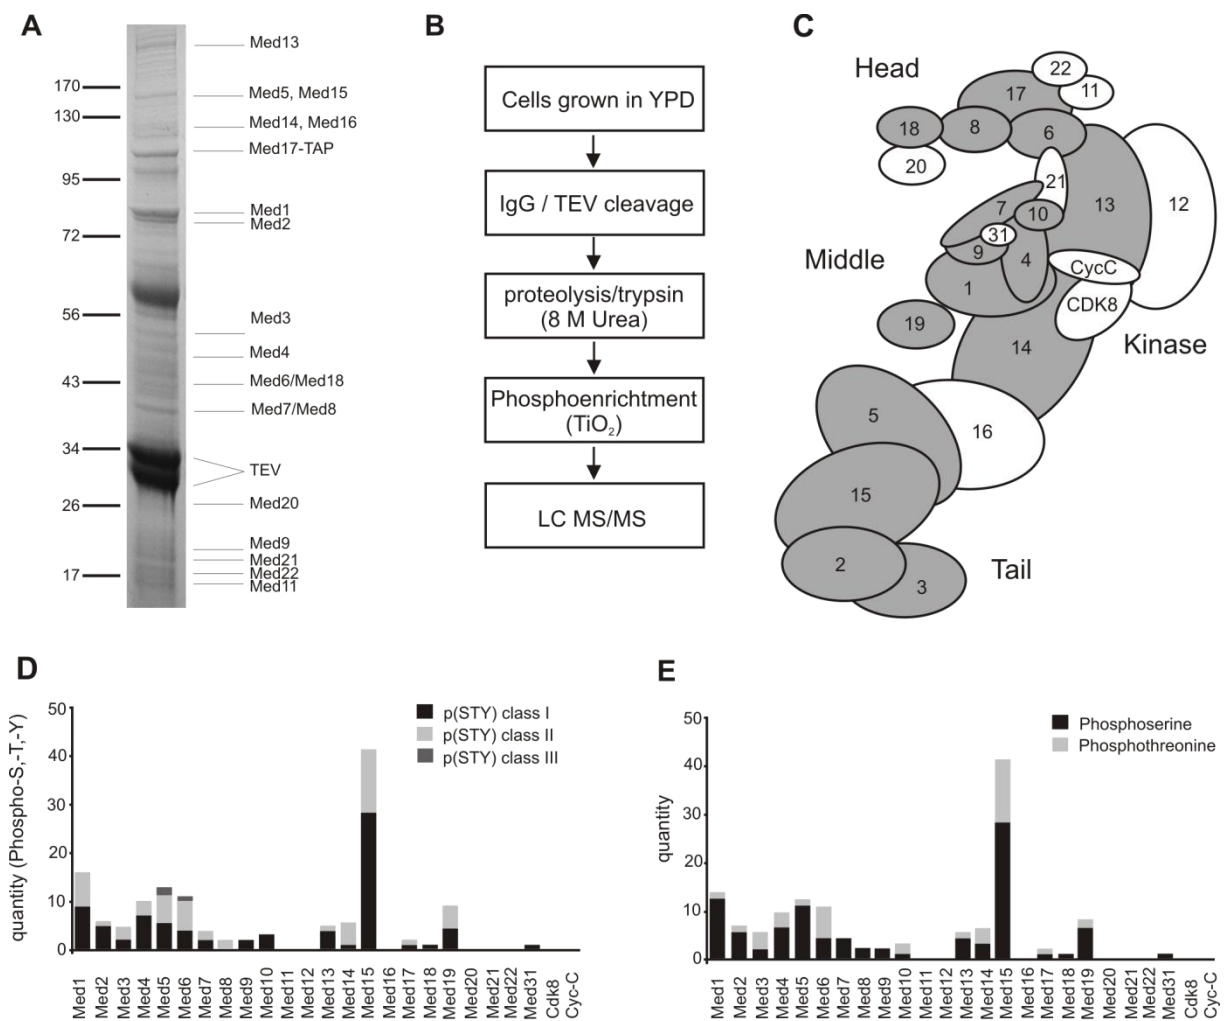 A
170
130
95
72
56
43
34
26
17
Med13
Med5, Med15
Med14, Med16
Med17-TAP
Med1
Med2
Med3
Med4
Med6/Med18
Med7/Med8
TEV
Med20
Med9
Med21
Med22
Med11
B
Cells grown in YPD
IgG / TEV cleavage
proteolysis/trypsin
(8 M Urea)
Phosphoenrichtment
(TiO₂)
LC MS/MS
C
Head
22
11
17
18
8
6
20
21
7
10
13
12
31
9
4
Middle
CycC
1
CDK8
19
14
Kinase
5
16
15
2
3
Tail
D
quantity (Phospho-S,-T,-Y)
50
40
30
20
10
0
p(STY) class I
p(STY) class II
p(STY) class III
Med1
Med2
Med3
Med4
Med5
Med6
Med7
Med8
Med9
Med10
Med11
Med12
Med13
Med14
Med15
Med16
Med17
Med18
Med19
Med20
Med21
Med22
Med31
Cdk8
Cyc-C
E
quantity
50
40
30
20
10
0
Phosphoserine
Phosphothreonine
Med1
Med2
Med3
Med4
Med5
Med6
Med7
Med8
Med9
Med10
Med11
Med12
Med13
Med14
Med15
Med16
Med17
Med18
Med19
Med20
Med21
Med22
Med31
Cdk8
Cyc-C